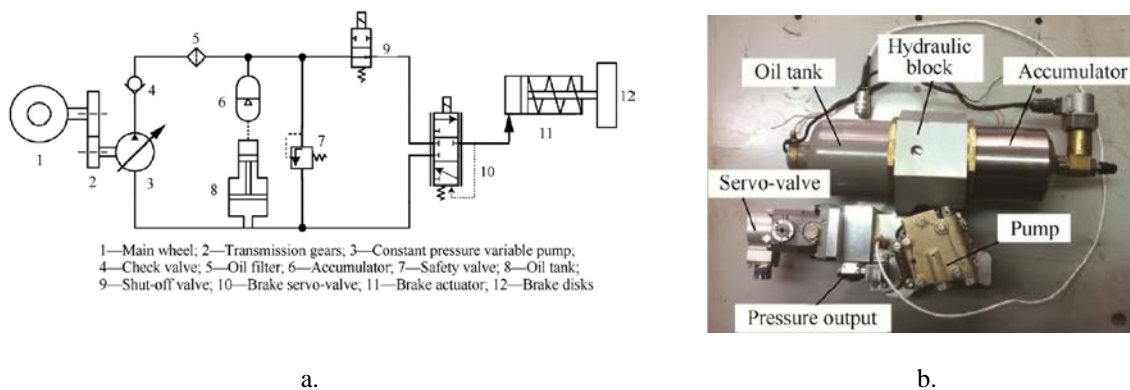 1
2
3
4
5
6
7
8
9
10
11
12
1—Main wheel; 2—Transmission gears; 3—Constant pressure variable pump;
4—Check valve; 5—Oil filter; 6—Accumulator; 7—Safety valve; 8—Oil tank;
9—Shut-off valve; 10—Brake servo-valve; 11—Brake actuator; 12—Brake disks
a.
Oil tank
Hydraulic
block
Accumulator
Servo-valve
Pump
Pressure output
b.